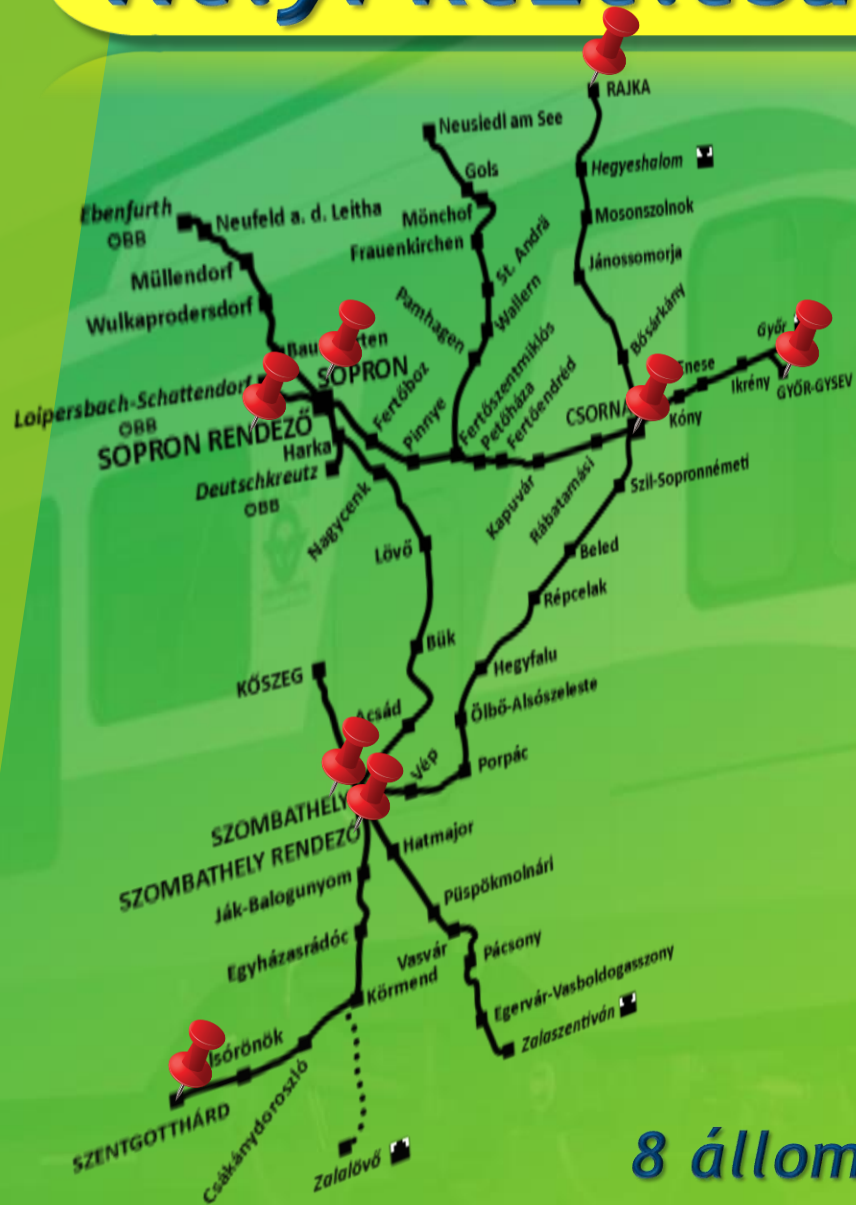 RAJKA
Neusiedl am See
Gols
Hegyeshalom
Ebenfurth
ÖBB
Neufeld a. d. Leitha
Mönchof
Mosonszolnok
Frauenkirchen
St. Andrä
Müllendorf
Jánossomorja
Wallern
Pamhagen
Wulkaprodersdorf
Bősárkány
Győr
SOPRON
Fertőszentmiklós
Petőháza
Fertőendréd
Enese
Ikrény
GYŐR-GYSEV
Loipersbach-Schattendorf
ÖBB
Fertőboz
Pinnye
CSORNA
Kóny
SOPRON RENDEZŐ
Harka
Deutschkreutz
ÖBB
Nagycenk
Kapuvár
Rábatamási
Szil-Sopronnémeti
Lövő
Beled
Répcelak
Bük
Hegyfalu
KŐSZEG
Acsád
Ölbő-Alsószeleste
Vép
Porpác
SZOMBATHELY
SZOMBATHELY RENDEZŐ
Hatmajor
Ják-Balogunyom
Püspökmolnári
Egyházasrádóc
Vasvár
Pácsony
Körmend
Egervár-Vasboldogasszony
Zalaszentiván
SZENTGOTTHÁRD
Csákánydoroszló
Zalalövő
8 állom